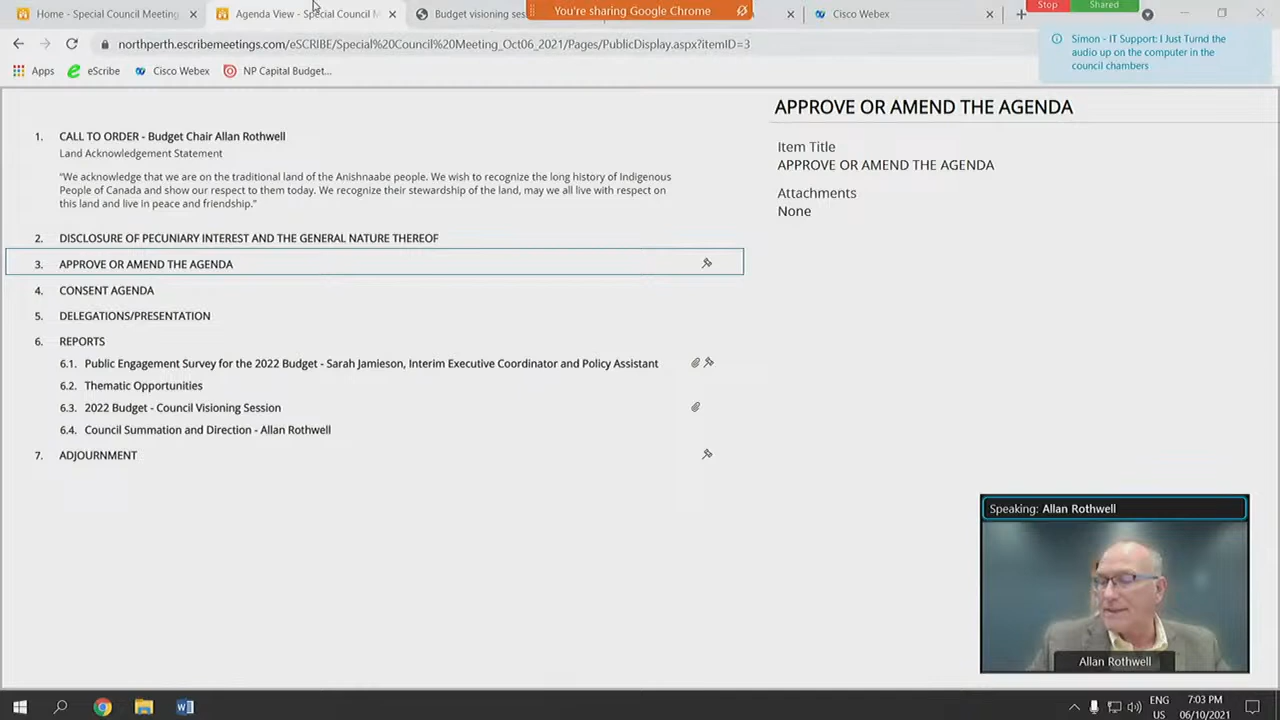 Home - Special Council Meeting
Agenda View - Special Council M
Budget visioning ses
You're sharing Google Chrome
Cisco Webex
Stop
Shared
northperth.escribemeetings.com/eSCRIBE/Special%20Council%20Meeting_Oct06_2021/Pages/PublicDisplay.aspx?itemID=3
Simon - IT Support: I Just Turnd the
audio up on the computer in the
council chambers
Apps
eScribe
Cisco Webex
NP Capital Budget...
1. CALL TO ORDER - Budget Chair Allan Rothwell
Land Acknowledgement Statement
"We acknowledge that we are on the traditional land of the Anishnaabe people. We wish to recognize the long history of Indigenous
People of Canada and show our respect to them today. We recognize their stewardship of the land, may we all live with respect on
this land and live in peace and friendship."
2. DISCLOSURE OF PECUNIARY INTEREST AND THE GENERAL NATURE THEREOF
3. APPROVE OR AMEND THE AGENDA
4. CONSENT AGENDA
5. DELEGATIONS/PRESENTATION
6. REPORTS
6.1. Public Engagement Survey for the 2022 Budget - Sarah Jamieson, Interim Executive Coordinator and Policy Assistant
6.2. Thematic Opportunities
6.3. 2022 Budget - Council Visioning Session
6.4. Council Summation and Direction - Allan Rothwell
7. ADJOURNMENT
APPROVE OR AMEND THE AGENDA
Item Title
APPROVE OR AMEND THE AGENDA
Attachments
None
Speaking: Allan Rothwell
Allan Rothwell
ENG
US
7:03 PM
06/10/2021